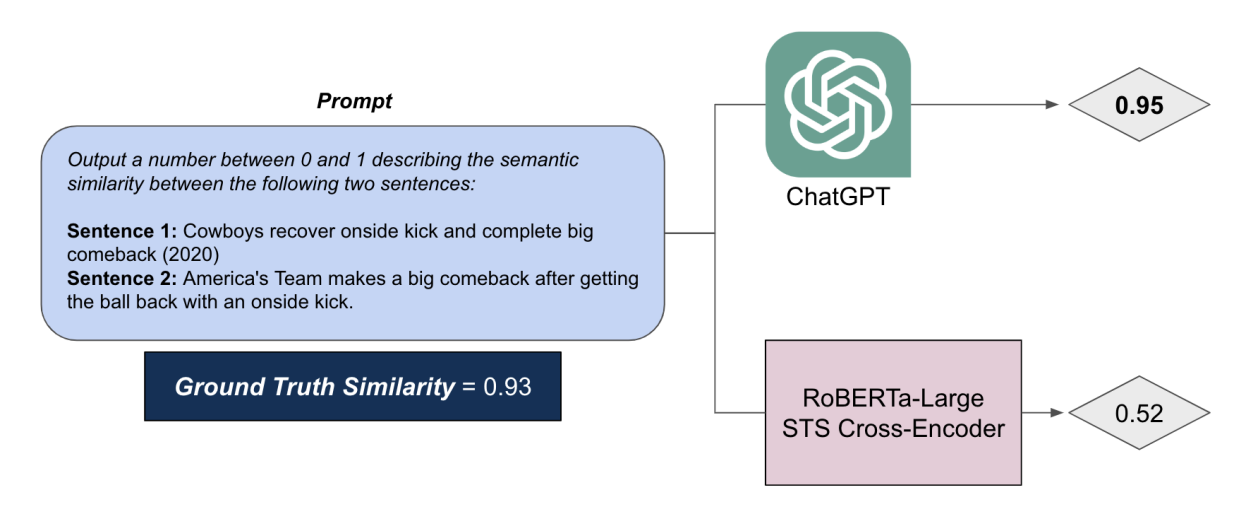 Prompt
Output a number between 0 and 1 describing the semantic
similarity between the following two sentences:
Sentence 1: Cowboys recover onside kick and complete big
comeback (2020)
Sentence 2: America's Team makes a big comeback after getting
the ball back with an onside kick.
Ground Truth Similarity = 0.93
ChatGPT
0.95
RoBERTa-Large
STS Cross-Encoder
0.52